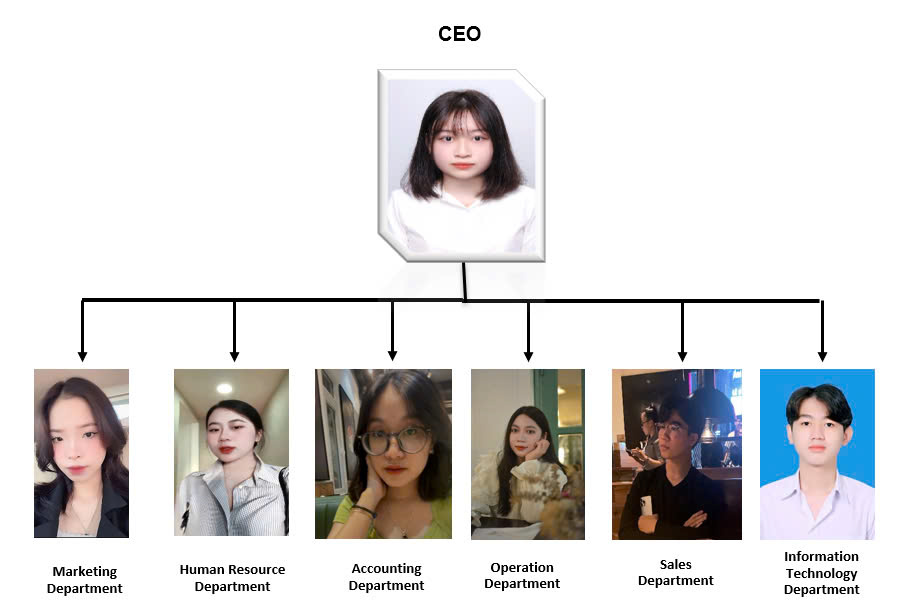 CEO
Marketing
Department
Human Resource
Department
Accounting
Department
Operation
Department
Sales
Department
Information
Technology
Department